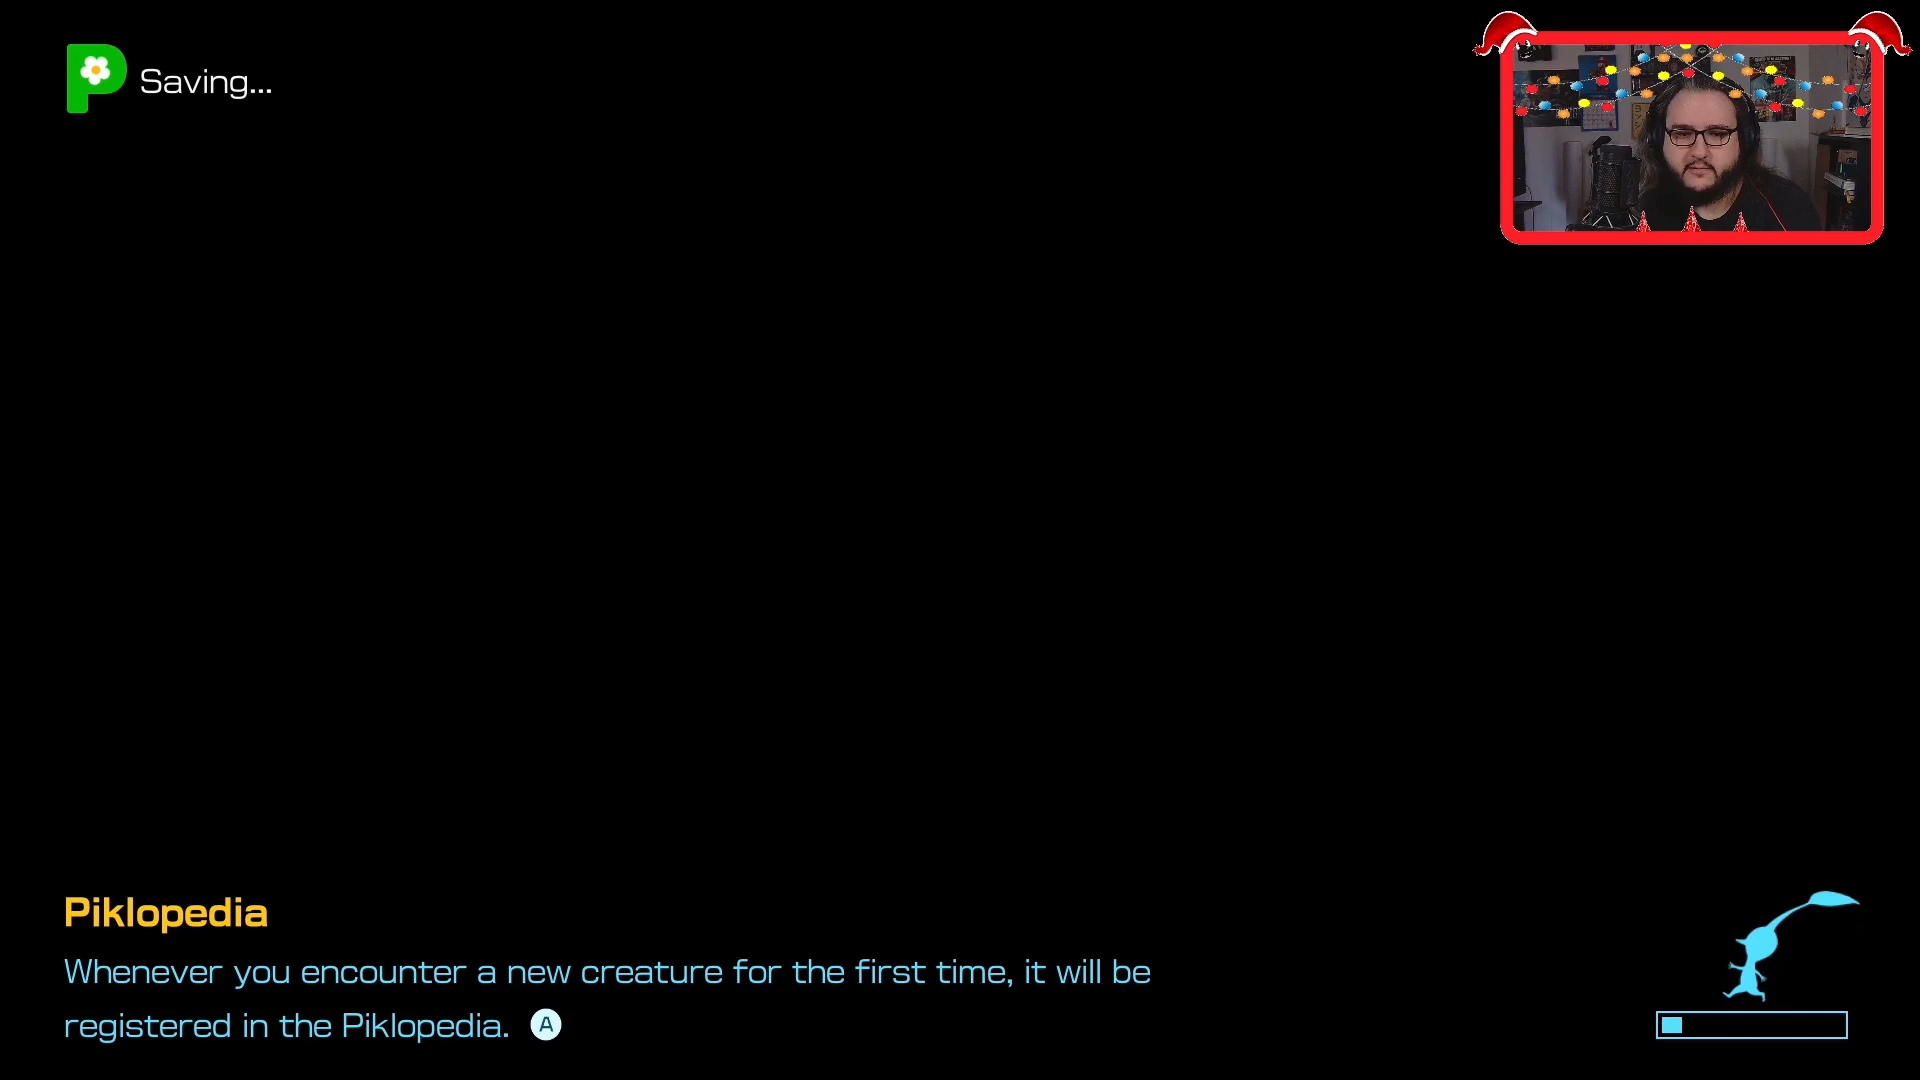 Saving...
Piklopedia
Whenever you encounter a new creature for the first time, it will be
registered in the Piklopedia. A